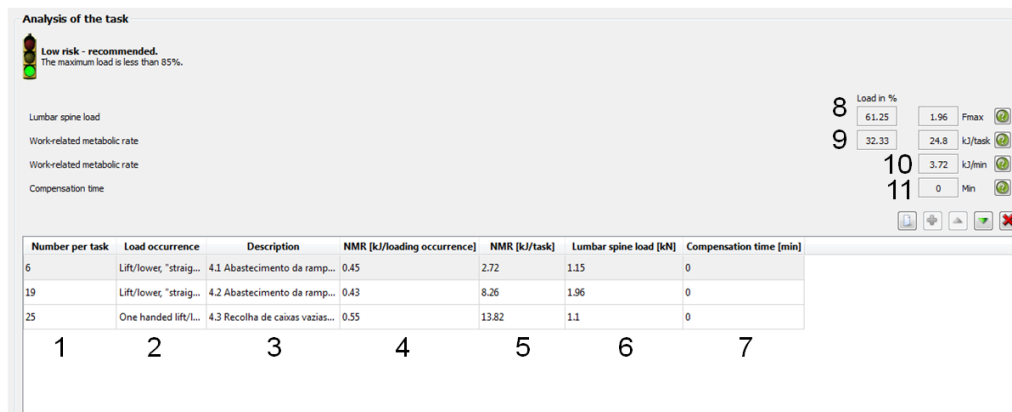 Analysis of the task
Low risk - recommended.
The maximum load is less than 85%.
Load in %
Lumbar spine load 8 61.25 1.96 Fmax
Work-related metabolic rate 9 32.33 24.8 kJ/task
Work-related metabolic rate 10 3.72 kJ/min
Compensation time 11 0 Min
Number per task Load occurrence Description NMR [kJ/loading occurrence] NMR [kJ/task] Lumbar spine load [kN] Compensation time [min]
6 Lift/lower, "straig... 4.1 Abastecimento da ramp... 0.45 2.72 1.15 0
19 Lift/lower, "straig... 4.2 Abastecimento da ramp... 0.43 8.26 1.96 0
25 One handed lift/l... 4.3 Recolha de caixas vazias... 0.55 13.82 1.1 0
1 2 3 4 5 6 7